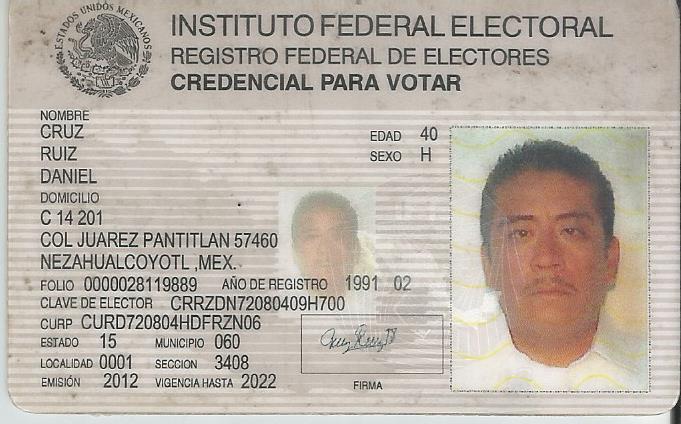 ESTADOS UNIDOS MEXICANOS
INSTITUTO FEDERAL ELECTORAL
REGISTRO FEDERAL DE ELECTORES
CREDENCIAL PARA VOTAR
NOMBRE
CRUZ
RUIZ
DANIEL
EDAD 40
SEXO H
DOMICILIO
C 14 201
COL JUAREZ PANTITLAN 57460
NEZAHUALCOYOTL ,MEX.
FOLIO 0000028119889 AÑO DE REGISTRO 1991 02
CLAVE DE ELECTOR CRRZDN72080409H700
CURP CURD720804HDFRZN06
ESTADO 15 MUNICIPIO 060
LOCALIDAD 0001 SECCION 3408
EMISIÓN 2012 VIGENCIA HASTA 2022
FIRMA